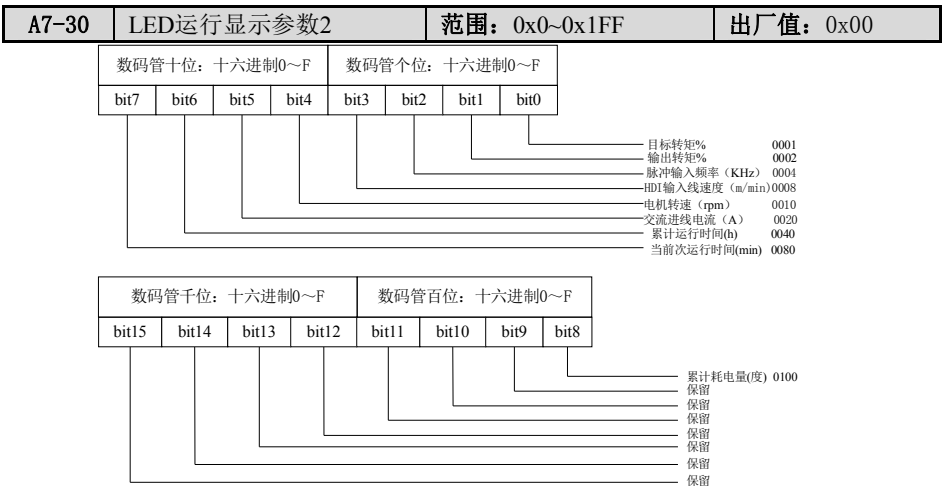 A7-30 LED运行显示参数2 范围：0x0~0x1FF 出厂值：0x00
数码管十位：十六进制0～F 数码管个位：十六进制0～F
bit7 bit6 bit5 bit4 bit3 bit2 bit1 bit0
目标转矩% 0001
输出转矩% 0002
脉冲输入频率（KHz） 0004
HDI输入线速度（m/min)0008
电机转速（rpm） 0010
交流进线电流（A） 0020
累计运行时间(h) 0040
当前次运行时间(min) 0080
数码管千位：十六进制0～F 数码管百位：十六进制0～F
bit15 bit14 bit13 bit12 bit11 bit10 bit9 bit8
累计耗电量(度) 0100
保留
保留
保留
保留
保留
保留
保留